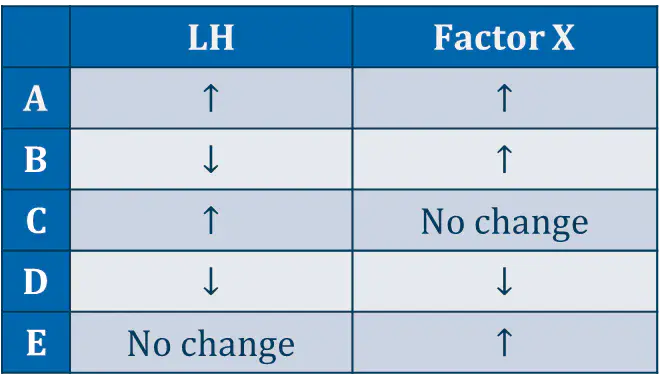 LH Factor X
A ↑ ↑
B ↓ ↑
C ↑ No change
D ↓ ↓
E No change ↑